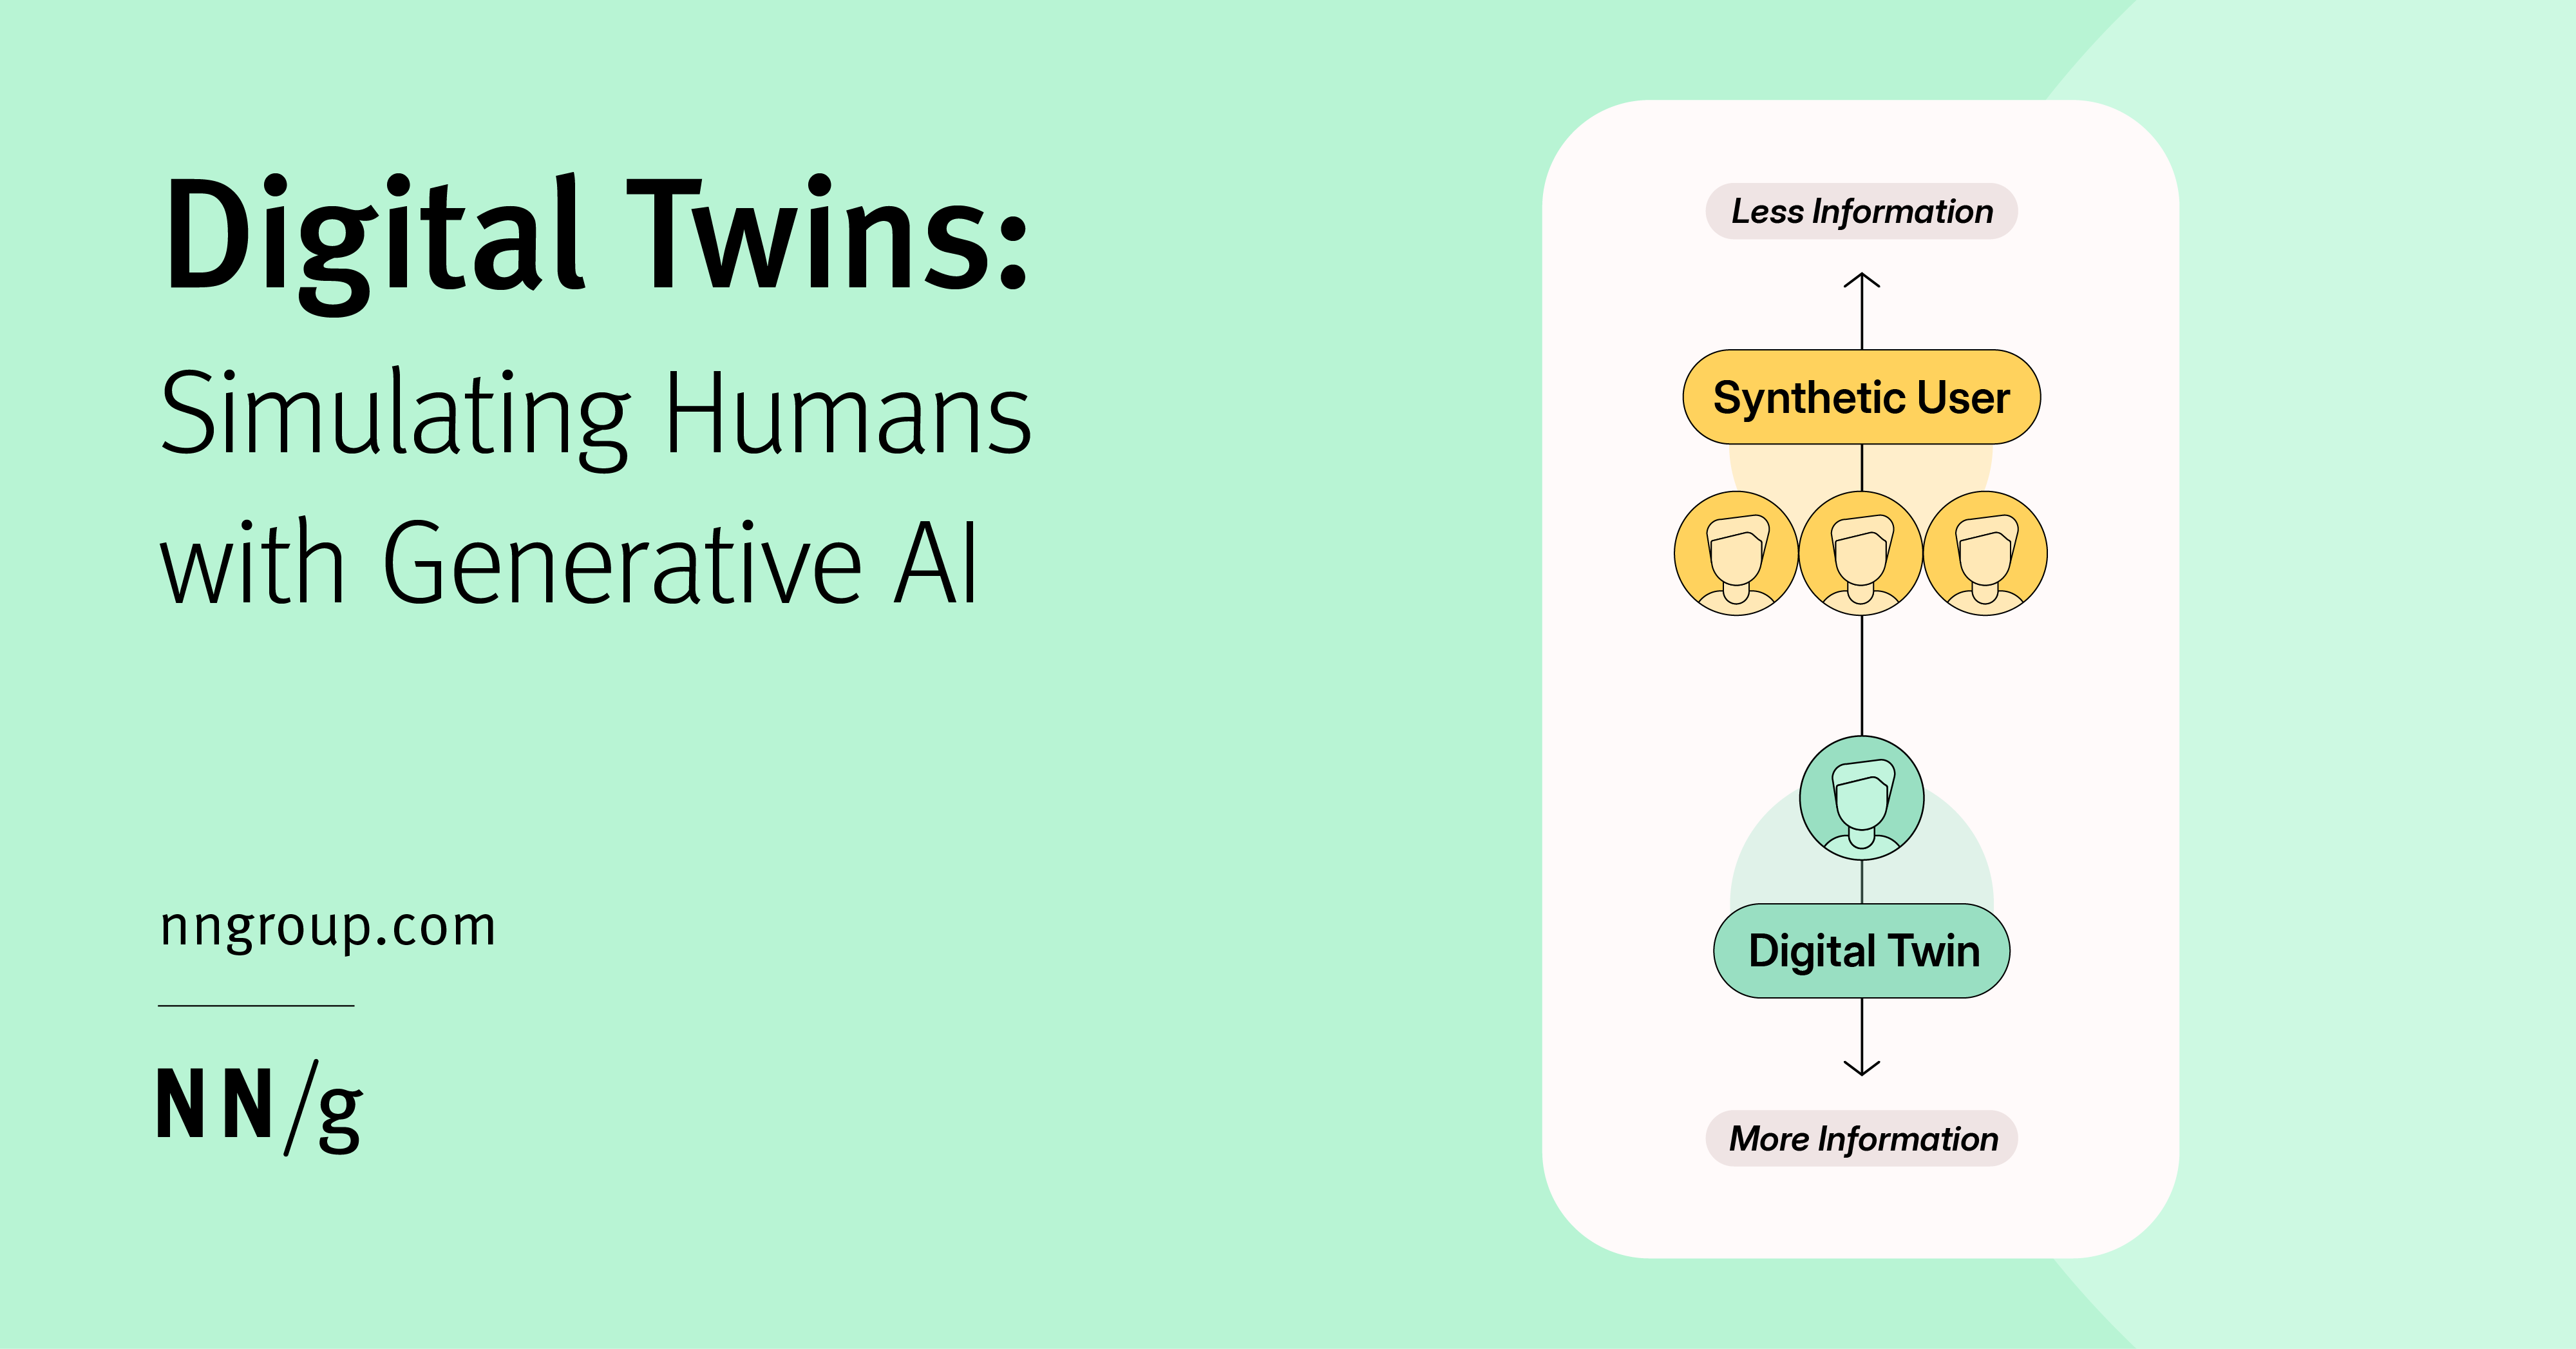 Digital Twins:
Simulating Humans
with Generative AI
nngroup.com
NN/g
Less Information
Synthetic User
Digital Twin
More Information